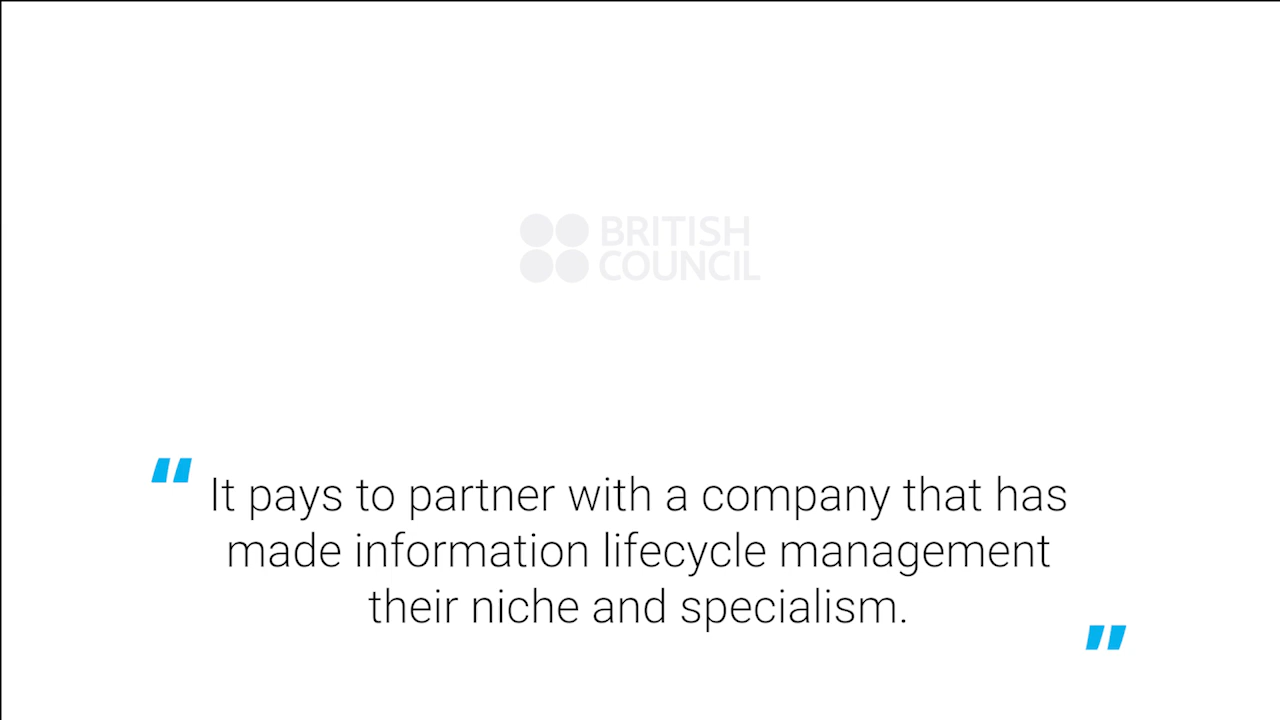 BRITISH
COUNCIL
" It pays to partner with a company that has
made information lifecycle management
their niche and specialism. "